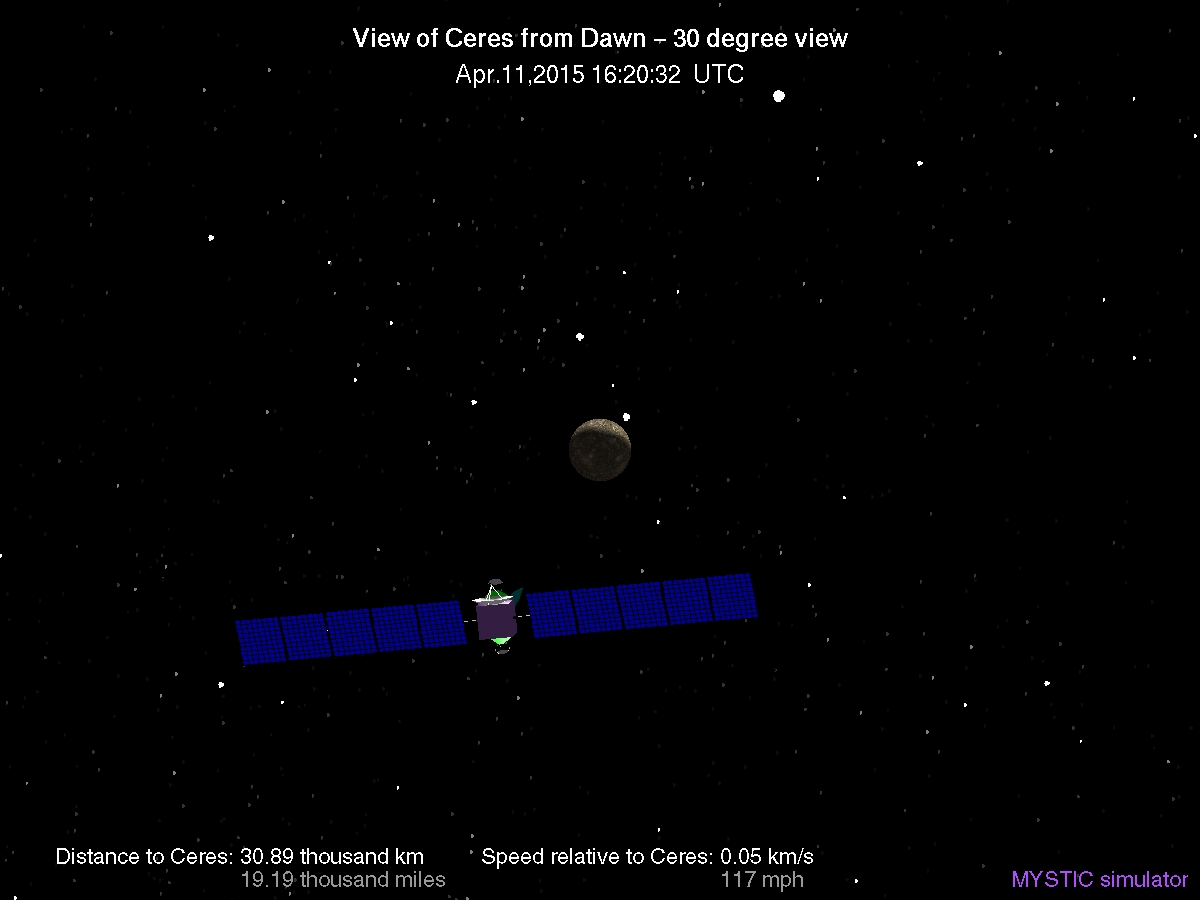 View of Ceres from Dawn – 30 degree view
Apr.11,2015 16:20:32 UTC
Distance to Ceres: 30.89 thousand km
19.19 thousand miles
Speed relative to Ceres: 0.05 km/s
117 mph
MYSTIC simulator